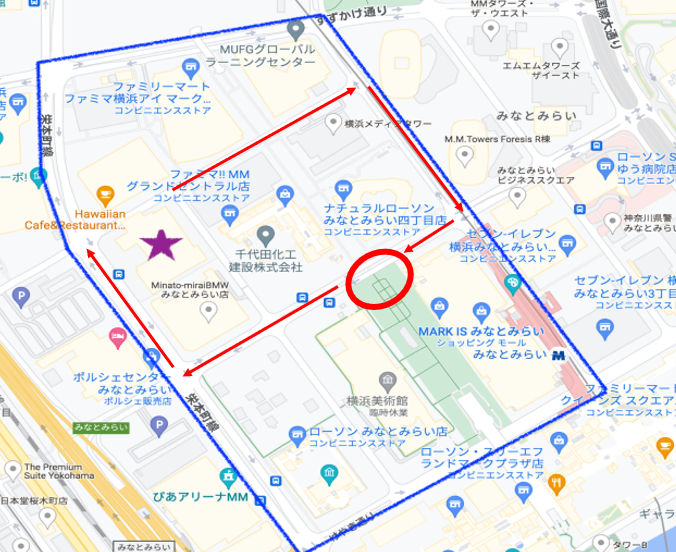 すずかけ通り
国際大通り
MMタワーズ・
ザ・ウエスト
MUFGグローバル
ラーニングセンター
エムエムタワーズ
ザイースト
ファミリーマート
ファミマ横浜アイ マーク...
コンビニエンスストア
横浜メディアタワー
みなとみらい
M.M.Towers Foresis R棟
栄本町線
ローソン S
ゆう病院店
コンビニエンス
ファミマ!! MM
グランドセントラル店
コンビニエンスストア
みなとみらい
ビジネススクエア
ーボ!
Hawaiian
Cafe&Restaurant...
ナチュラルローソン
みなとみらい四丁目店
コンビニエンスストア
神奈川県警
みなとみらい
セブン-イレブン
横浜みなとみらい...
コンビニエンスストア
千代田化工
建設株式会社
Minato-miraiBMW
みなとみらい店
セブン-イレブン 横
みなとみらい3丁目
コンビニエンススト
P
MARK IS みなとみらい
ショッピング モール
みなとみらい
ポルシェセンター
みなとみらい
ポルシェ販売店
横浜美術館
臨時休業
ファミリーマート
クイーンズ スクエア
コンビニエンスス
栄本町線
みなとみらい
P
ローソン みなとみらい店
コンビニエンスストア
ローソン・スリーエフ
ランドマークプラザ店
コンビニエンスストア
The Premium
Suite Yokohama
ぴあアリーナMM
日本堂桜木町店
けやき通り
ギャラ
みなとみらい
タワーB